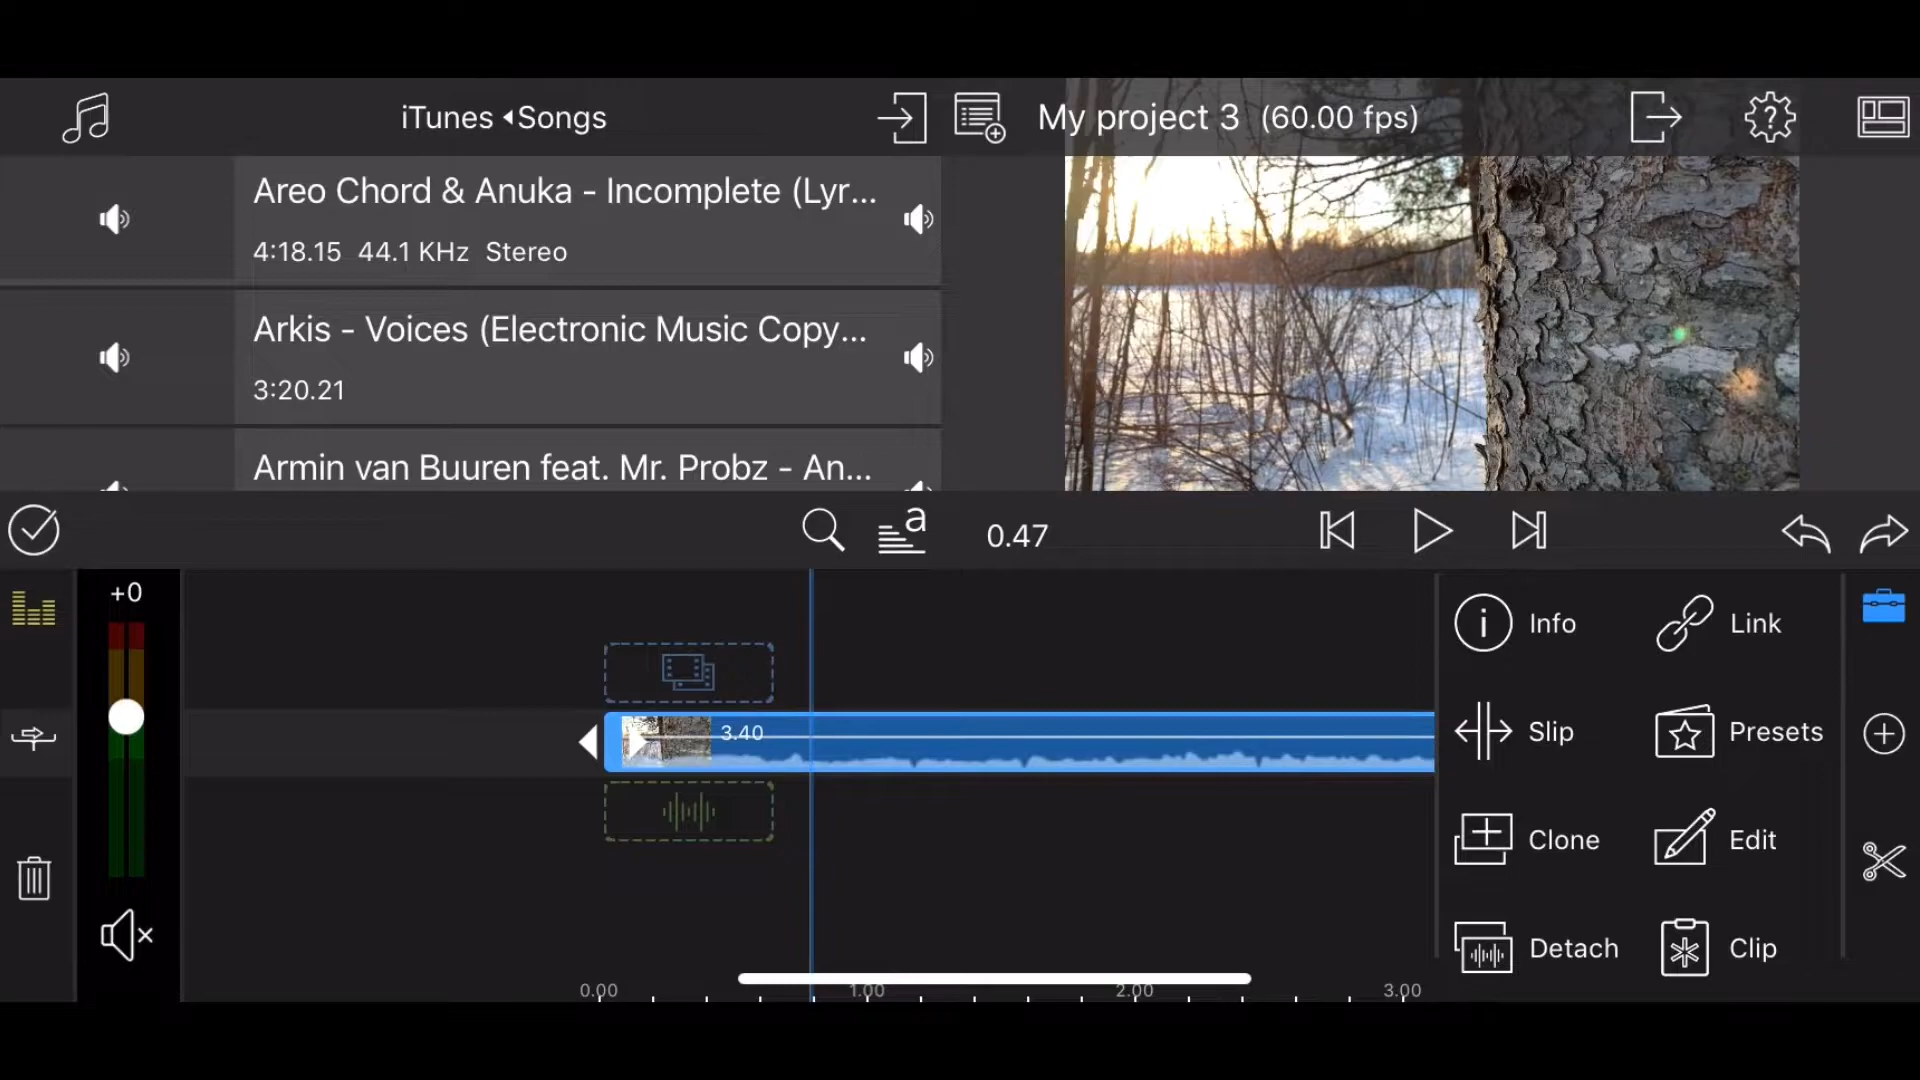 iTunes ◂ Songs
My project 3 (60.00 fps)
Areo Chord & Anuka - Incomplete (Lyr...
4:18.15 44.1 KHz Stereo
Arkis - Voices (Electronic Music Copy...
3:20.21
Armin van Buuren feat. Mr. Probz - An...
a
0.47
+0
3.40
Info
Link
Slip
Presets
Clone
Edit
Detach
Clip
0.00
1.00
2.00
3.00